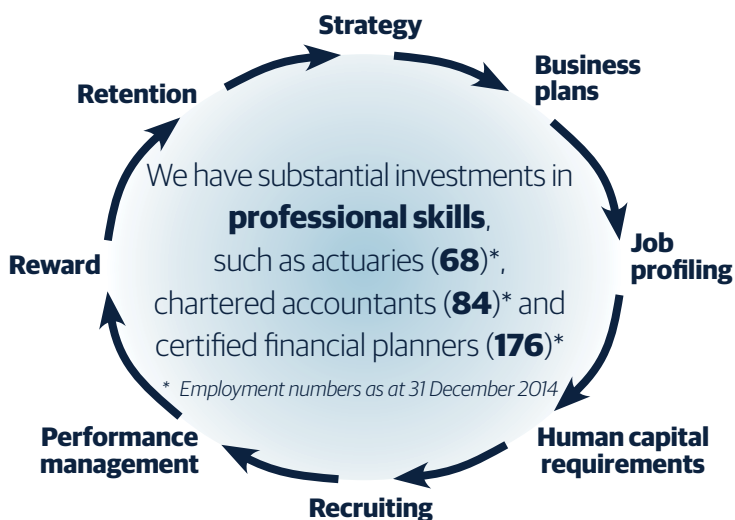 Strategy
Business
plans
Retention
We have substantial investments in
professional skills,
such as actuaries (68)*,
chartered accountants (84)* and
certified financial planners (176)*
* Employment numbers as at 31 December 2014
Job
profiling
Reward
Human capital
requirements
Performance
management
Recruiting